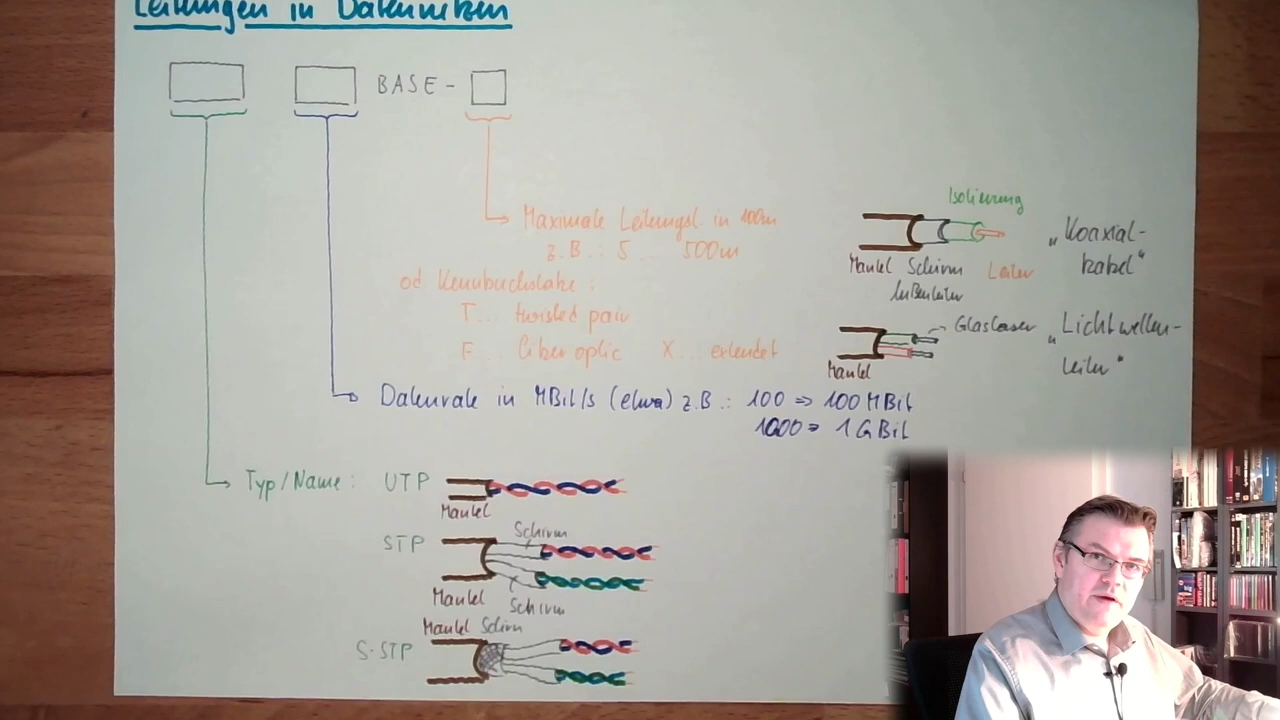 Leitungen in Datennetzen
BASE -
Maximale Leitungsl. in 100m
z.B.: 5 ... 500m
od Kennbuchstabe:
T... twisted pair
F... fiber optic X... extendet
Datenrate in MBit/s (etwa) z.B.: 100 => 100 MBit
1000 => 1 GBit
Isolierung
Mantel Schirm Leiter
Außenleiter
"Koaxial-
kabel"
Glasfaser
Mantel
"Lichtwellen-
leiter"
Typ/Name: UTP
Mantel
STP
Schirm
Mantel
Schirm
Mantel Schirm
S-STP